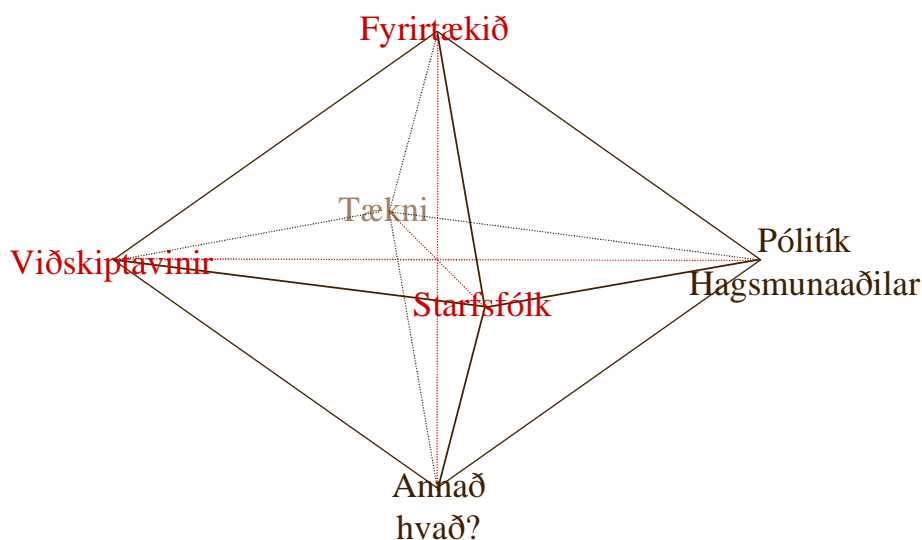 Fyrirtækið
Tækni
Pólitík
Viðskiptavinir
Hagsmunaaðilar
Starfsfólk
Annað
hvað?